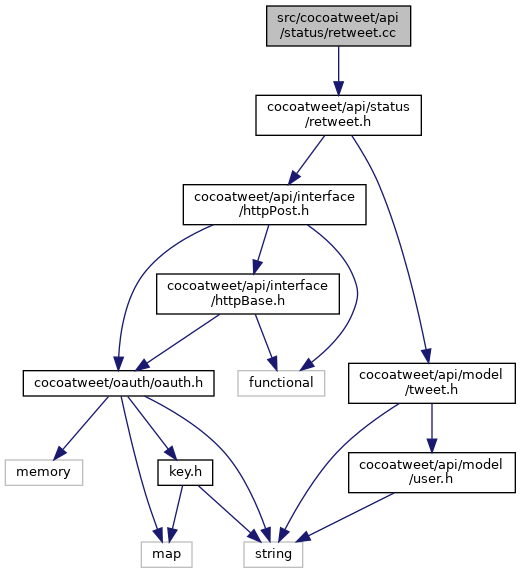 src/cocoatweet/api
/status/retweet.cc
cocoatweet/api/status
/retweet.h
cocoatweet/api/interface
/httpPost.h
cocoatweet/api/interface
/httpBase.h
cocoatweet/oauth/oauth.h
functional
cocoatweet/api/model
/tweet.h
memory
key.h
cocoatweet/api/model
/user.h
map
string